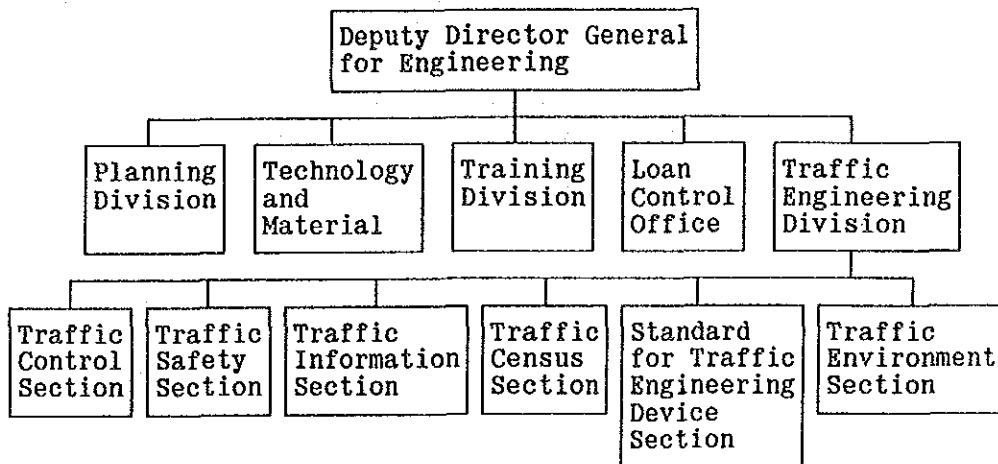 Deputy Director General
for Engineering
Planning
Division
Technology
and
Material
Training
Division
Loan
Control
Office
Traffic
Engineering
Division
Traffic
Control
Section
Traffic
Safety
Section
Traffic
Information
Section
Traffic
Census
Section
Standard
for Traffic
Engineering
Device
Section
Traffic
Environment
Section